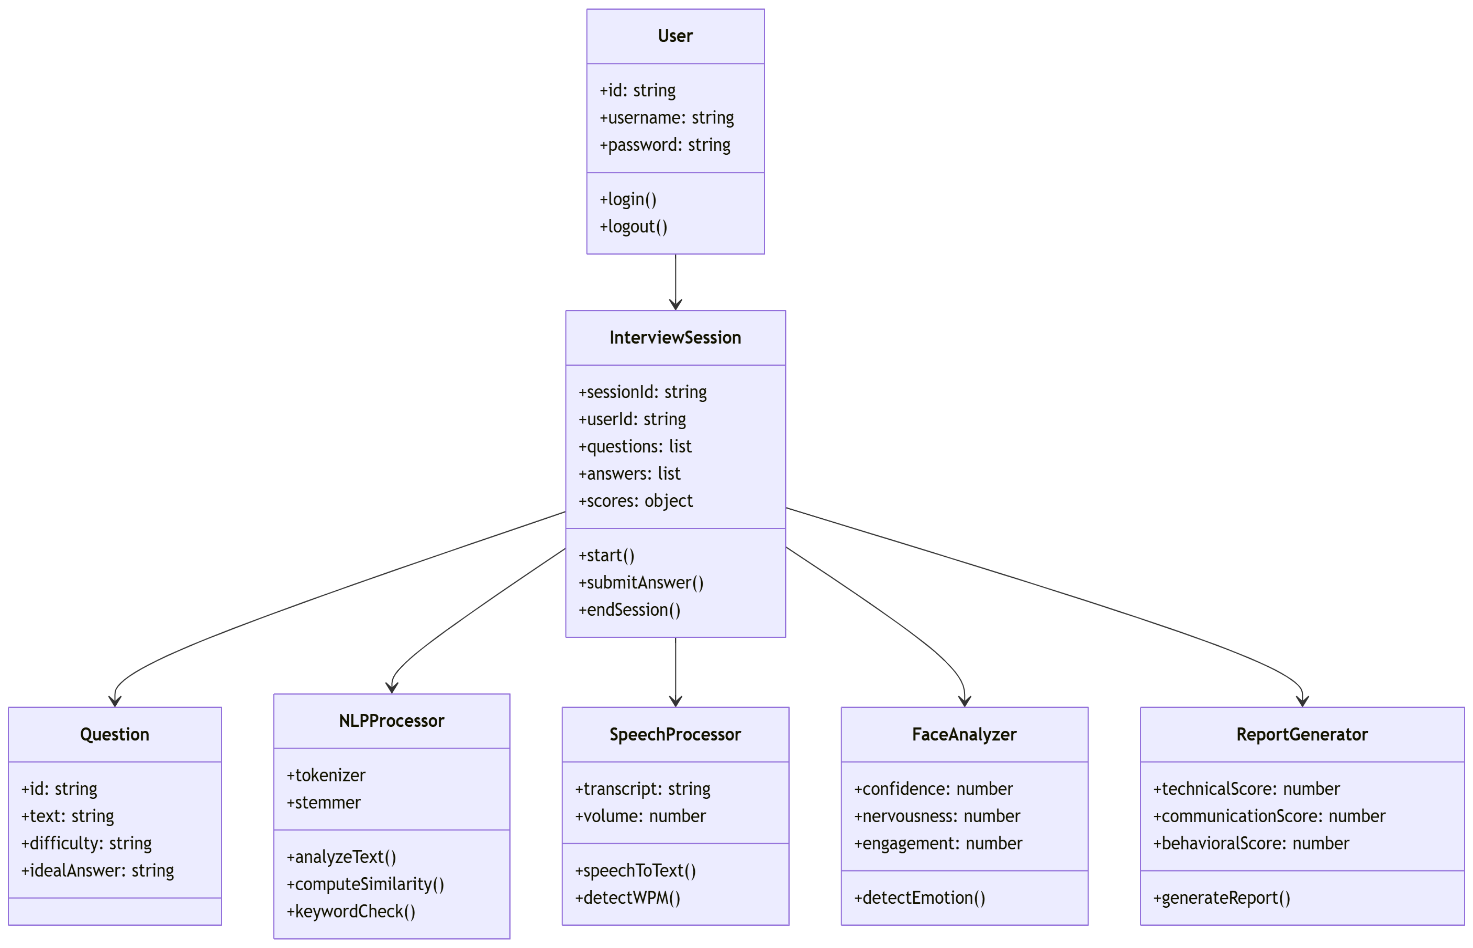 User
+id: string
+username: string
+password: string
+login()
+logout()
InterviewSession
+sessionId: string
+userId: string
+questions: list
+answers: list
+scores: object
+start()
+submitAnswer()
+endSession()
Question
+id: string
+text: string
+difficulty: string
+idealAnswer: string
NLPProcessor
+tokenizer
+stemmer
+analyzeText()
+computeSimilarity()
+keywordCheck()
SpeechProcessor
+transcript: string
+volume: number
+speechToText()
+detectWPM()
FaceAnalyzer
+confidence: number
+nervousness: number
+engagement: number
+detectEmotion()
ReportGenerator
+technicalScore: number
+communicationScore: number
+behavioralScore: number
+generateReport()